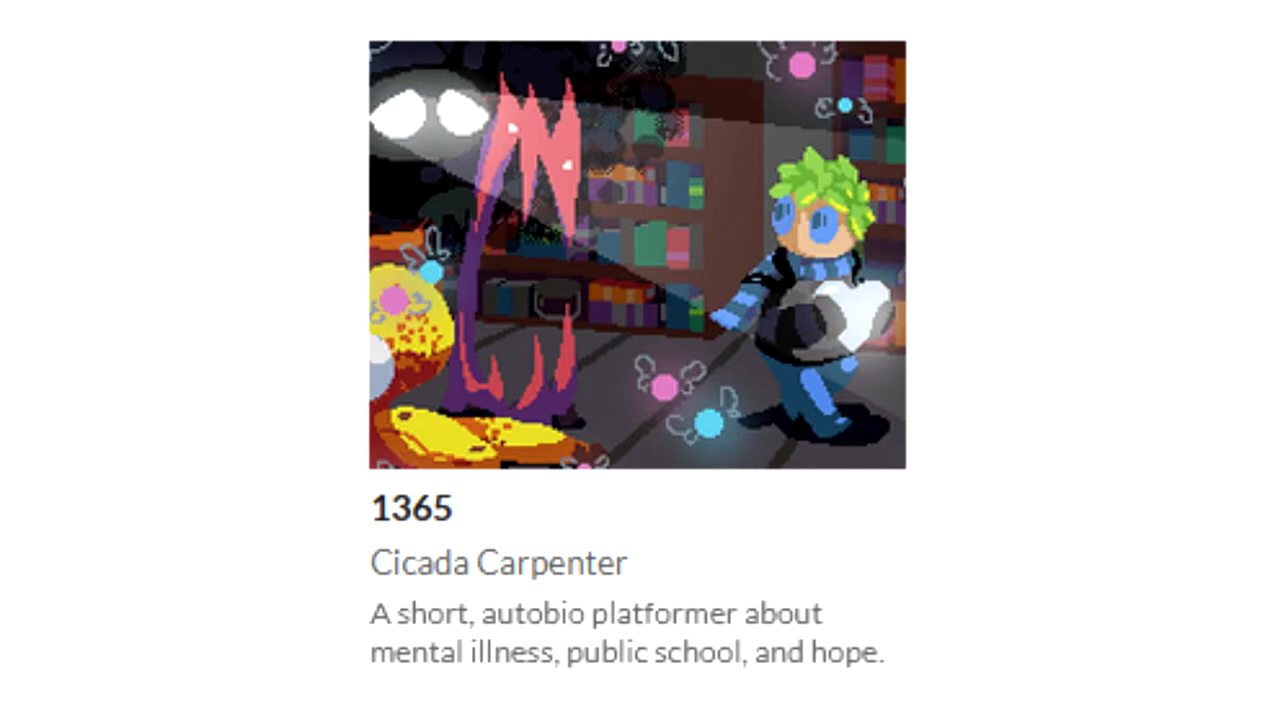 1365
Cicada Carpenter
A short, autobio platformer about
mental illness, public school, and hope.